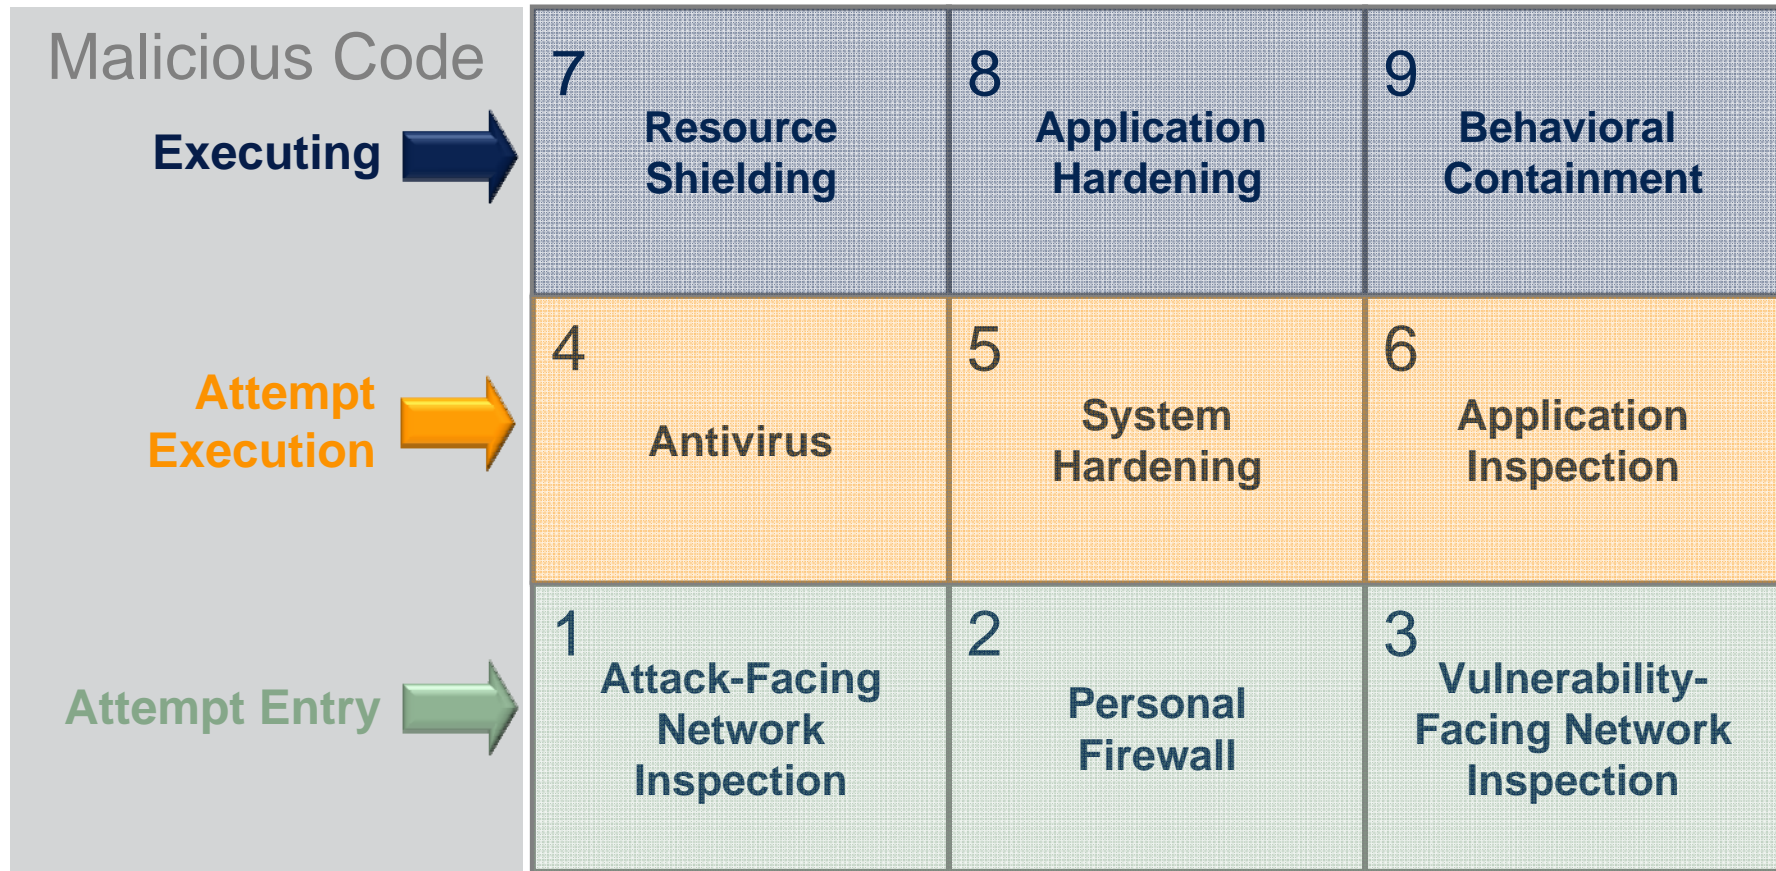 Malicious Code
Executing
7
Resource
Shielding
8
Application
Hardening
9
Behavioral
Containment
Attempt
Execution
4
Antivirus
5
System
Hardening
6
Application
Inspection
Attempt Entry
1
Attack-Facing
Network
Inspection
2
Personal
Firewall
3
Vulnerability-
Facing Network
Inspection